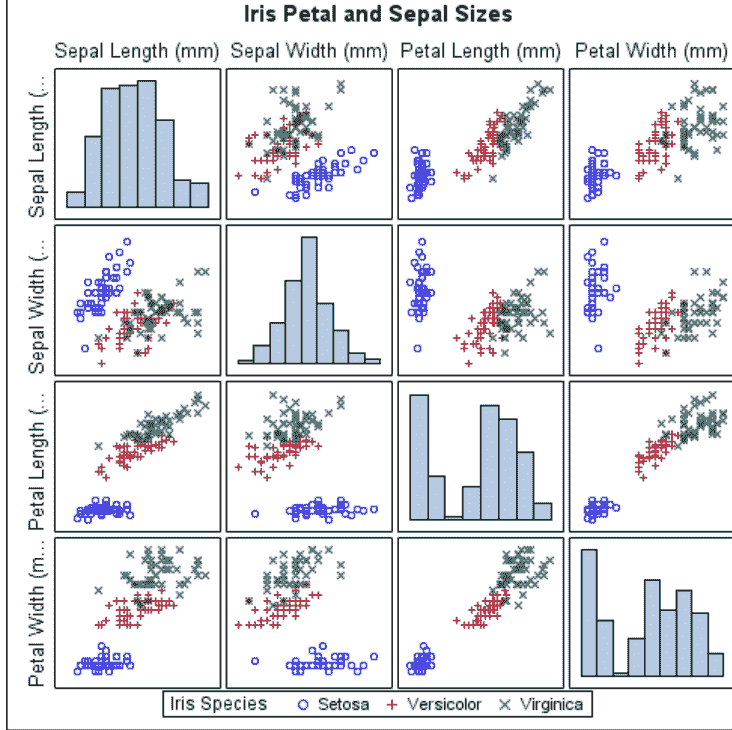 Iris Petal and Sepal Sizes
Sepal Length (mm) Sepal Width (mm) Petal Length (mm) Petal Width (mm)
Sepal Length (...
Sepal Width (...
Petal Length (...
Petal Width (m...
Iris Species Setosa Versicolor Virginica